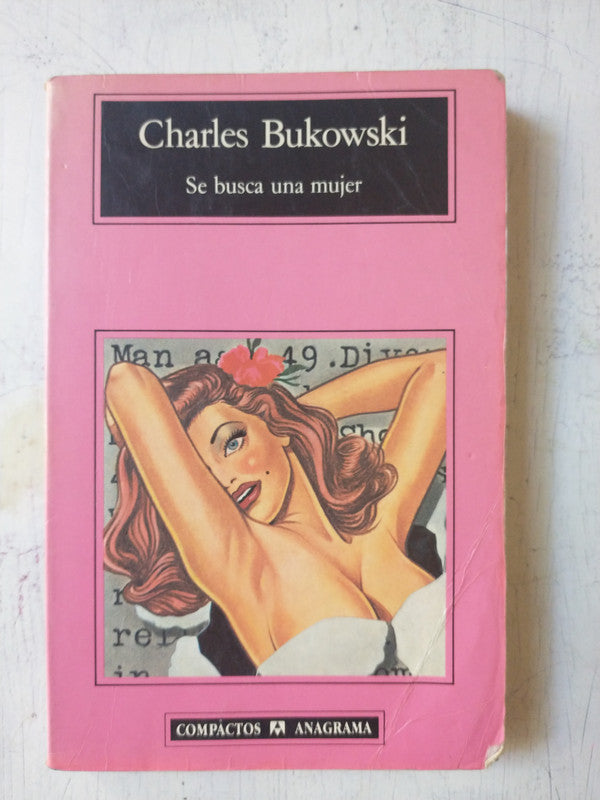 Charles Bukowski
Se busca una mujer
Man 49. Div
COMPACTOS ANAGRAMA